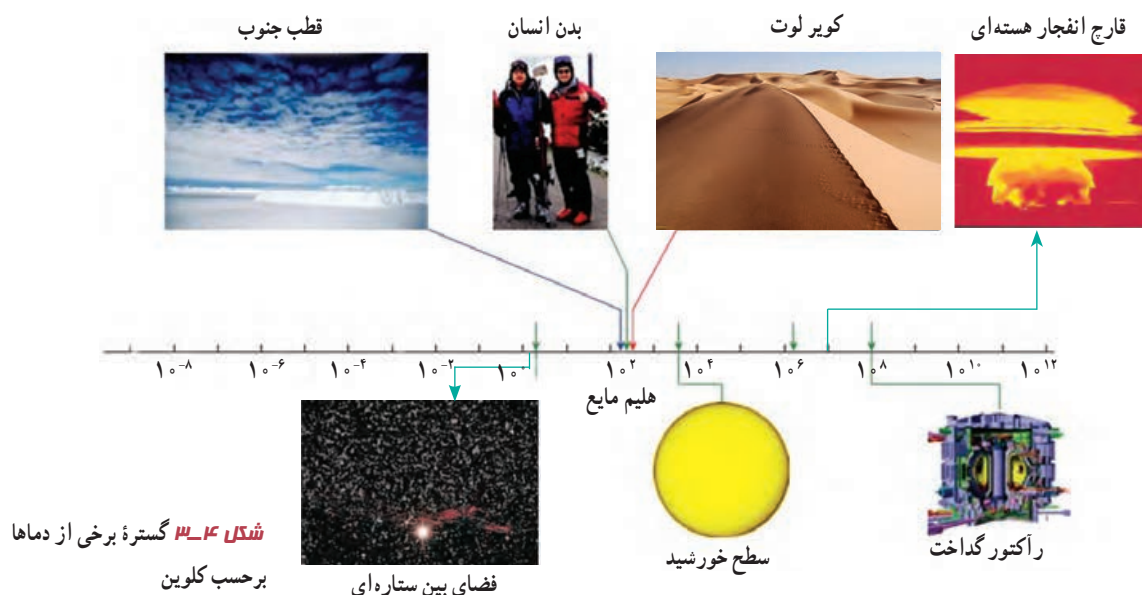 قارچ انفجار هسته‌ای
کویر لوت
بدن انسان
قطب جنوب
۱۰⁻⁸ ۱۰⁻⁶ ۱۰⁻⁴ ۱۰⁻² ۱۰⁰ ۱۰² ۱۰⁴ ۱۰⁶ ۱۰⁸ ۱۰¹⁰ ۱۰¹²
هلیم مایع
رآکتور گداخت
سطح خورشید
فضای بین ستاره‌ای
شکل ۴ــ۳ گسترهٔ برخی از دماها
برحسب کلوین